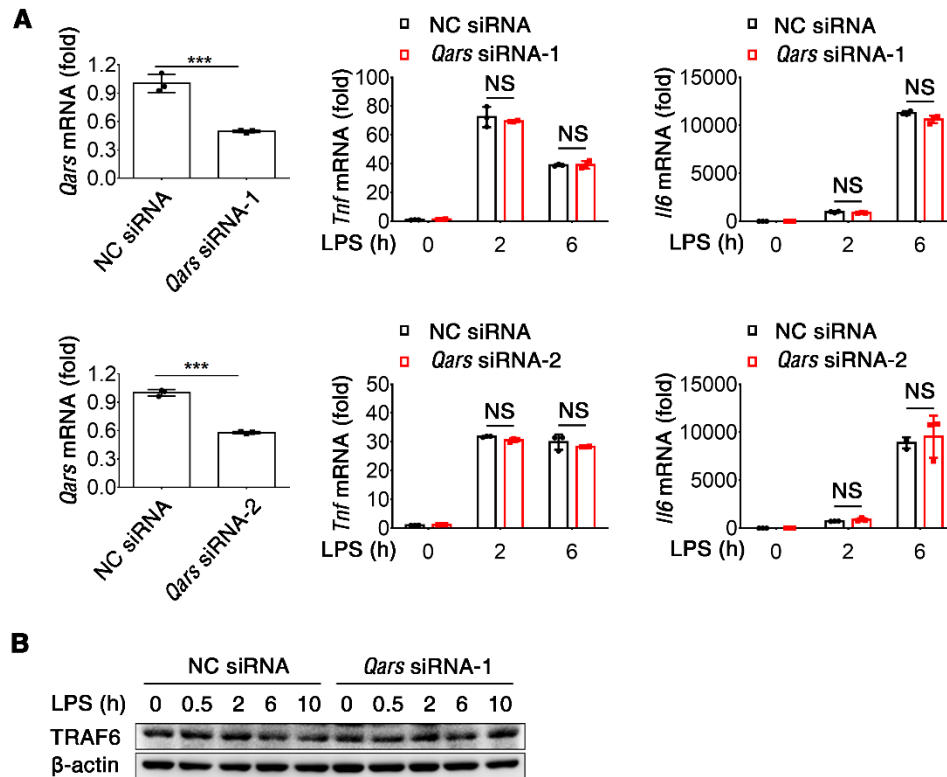 A
Qars mRNA (fold)
1.2
0.9
0.6
0.3
0.0
***
NC siRNA
Qars siRNA-1
NC siRNA
Qars siRNA-1
Tnf mRNA (fold)
100
80
60
40
20
0
NS
NS
LPS (h)
0 2 6
NC siRNA
Qars siRNA-1
Il6 mRNA (fold)
15000
10000
5000
0
NS
NS
LPS (h)
0 2 6
Qars mRNA (fold)
1.2
0.9
0.6
0.3
0.0
***
NC siRNA
Qars siRNA-2
NC siRNA
Qars siRNA-2
Tnf mRNA (fold)
50
40
30
20
10
0
NS
NS
LPS (h)
0 2 6
NC siRNA
Qars siRNA-2
Il6 mRNA (fold)
15000
10000
5000
0
NS
NS
LPS (h)
0 2 6
B
NC siRNA Qars siRNA-1
LPS (h) 0 0.5 2 6 10 0 0.5 2 6 10
TRAF6
β-actin